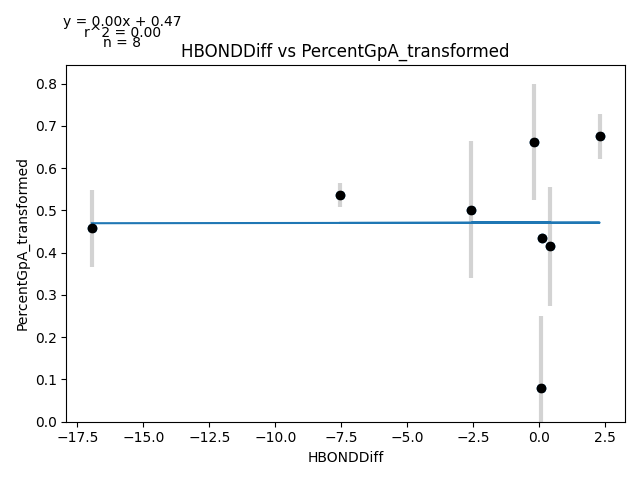 y = 0.00x + 0.47
r^2 = 0.00
n = 8
HBONDDiff vs PercentGpA_transformed
PercentGpA_transformed
0.8
0.7
0.6
0.5
0.4
0.3
0.2
0.1
0.0
−17.5 −15.0 −12.5 −10.0 −7.5 −5.0 −2.5 0.0 2.5
HBONDDiff